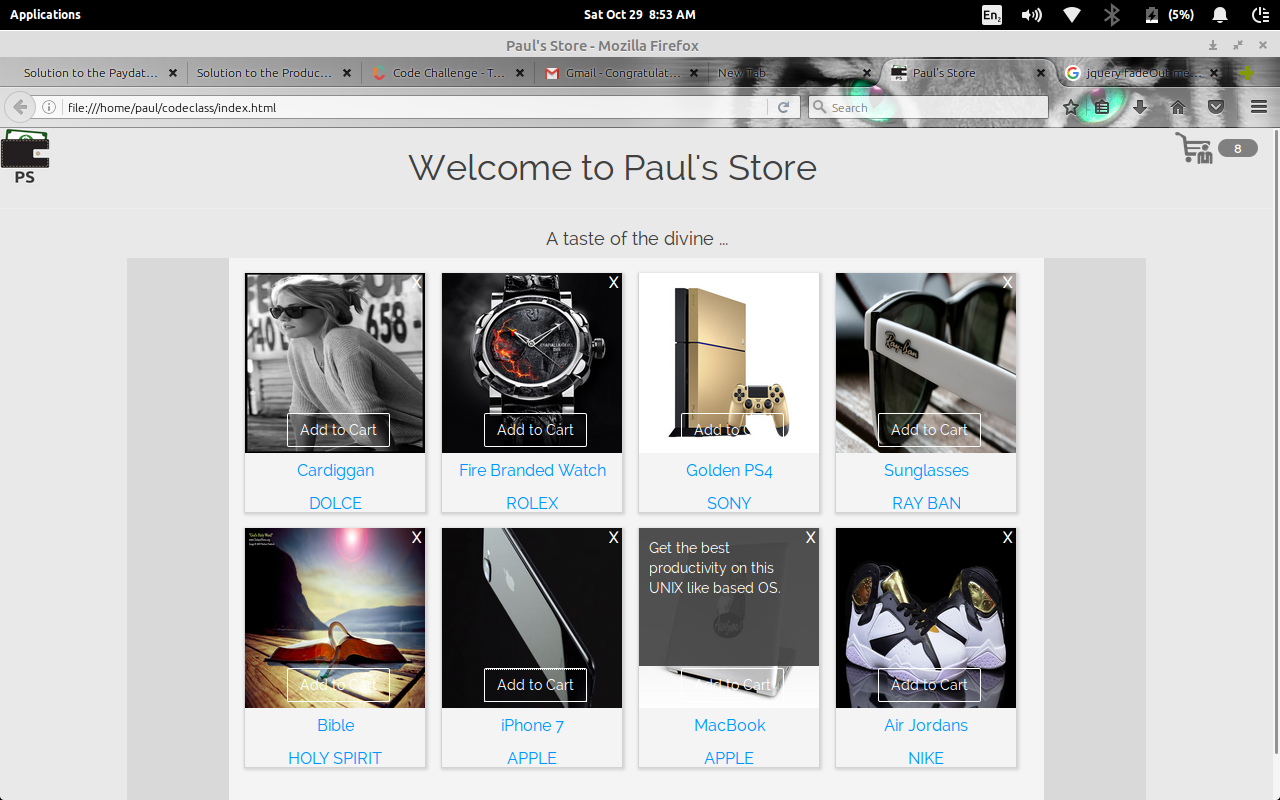 Applications
Sat Oct 29 8:53 AM
En2
(5%)
Paul's Store - Mozilla Firefox
Solution to the Paydat...
Solution to the Produc...
Code Challenge - T...
Gmail - Congratulat...
New Tab
Paul's Store
jquery fadeOut me...
file:///home/paul/codeclass/index.html
Search
PS
Welcome to Paul's Store
8
A taste of the divine ...
X
X
X
658
Ray-Ban
Add to Cart
Add to Cart
Add to Cart
Add to Cart
Cardiggan
Fire Branded Watch
Golden PS4
Sunglasses
DOLCE
ROLEX
SONY
RAY BAN
X
X
X
X
Get the best
productivity on this
UNIX like based OS.
Add to Cart
Add to Cart
Add to Cart
Add to Cart
Bible
iPhone 7
MacBook
Air Jordans
HOLY SPIRIT
APPLE
APPLE
NIKE